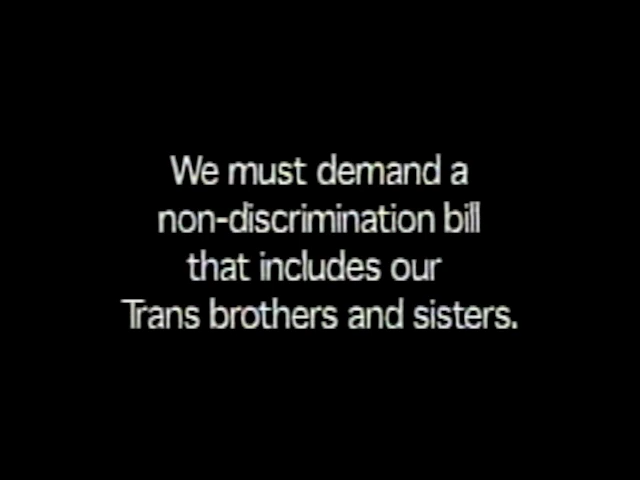 We must demand a
non-discrimination bill
that includes our
Trans brothers and sisters.